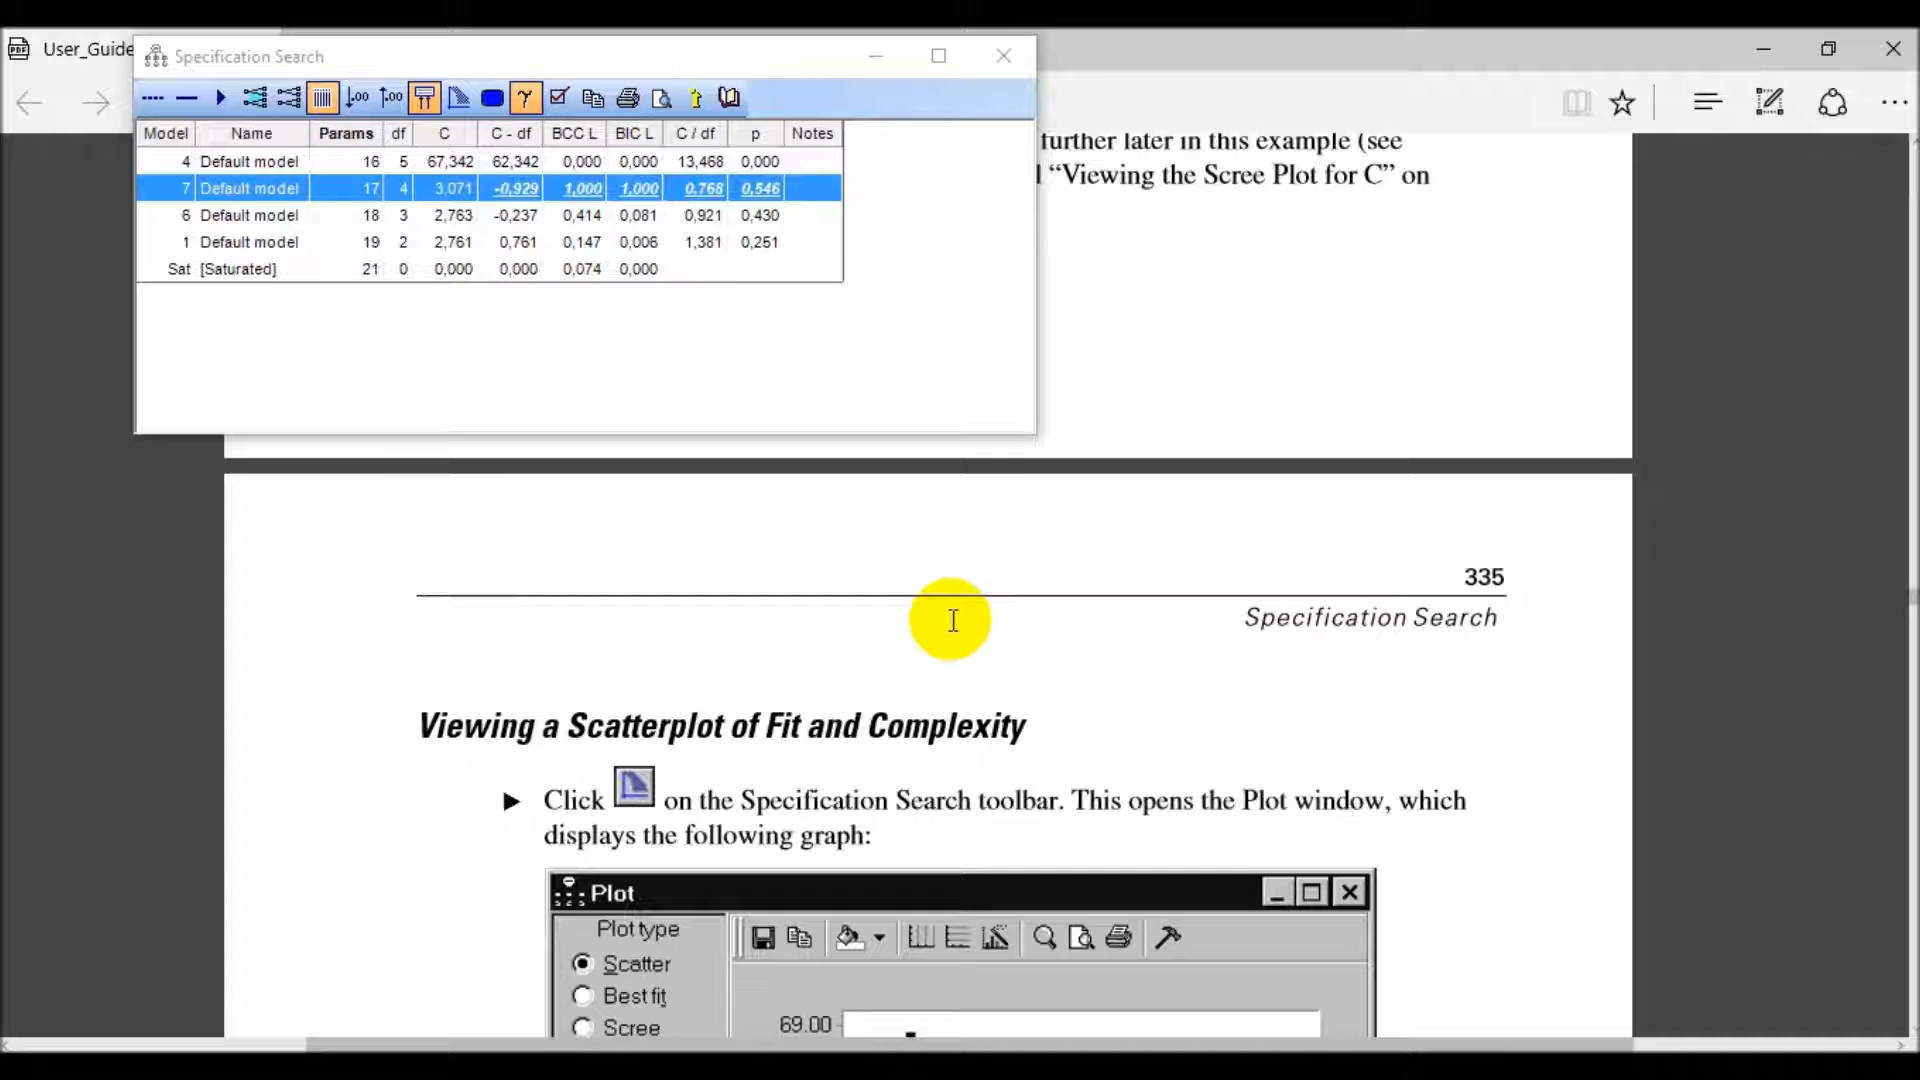 User_Guide
Specification Search
Model Name Params df C C - df BCC L BIC L C / df p Notes
4 Default model 16 5 67,342 62,342 0,000 0,000 13,468 0,000
7 Default model 17 4 3,071 -0,929 1,000 1,000 0,768 0,546
6 Default model 18 3 2,763 -0,237 0,414 0,081 0,921 0,430
1 Default model 19 2 2,761 0,761 0,147 0,006 1,381 0,251
Sat [Saturated] 21 0 0,000 0,000 0,074 0,000
further later in this example (see
“Viewing the Scree Plot for C” on
335
Specification Search
Viewing a Scatterplot of Fit and Complexity
Click on the Specification Search toolbar. This opens the Plot window, which
displays the following graph:
Plot
Plot type
Scatter
Best fit
Scree
69.00